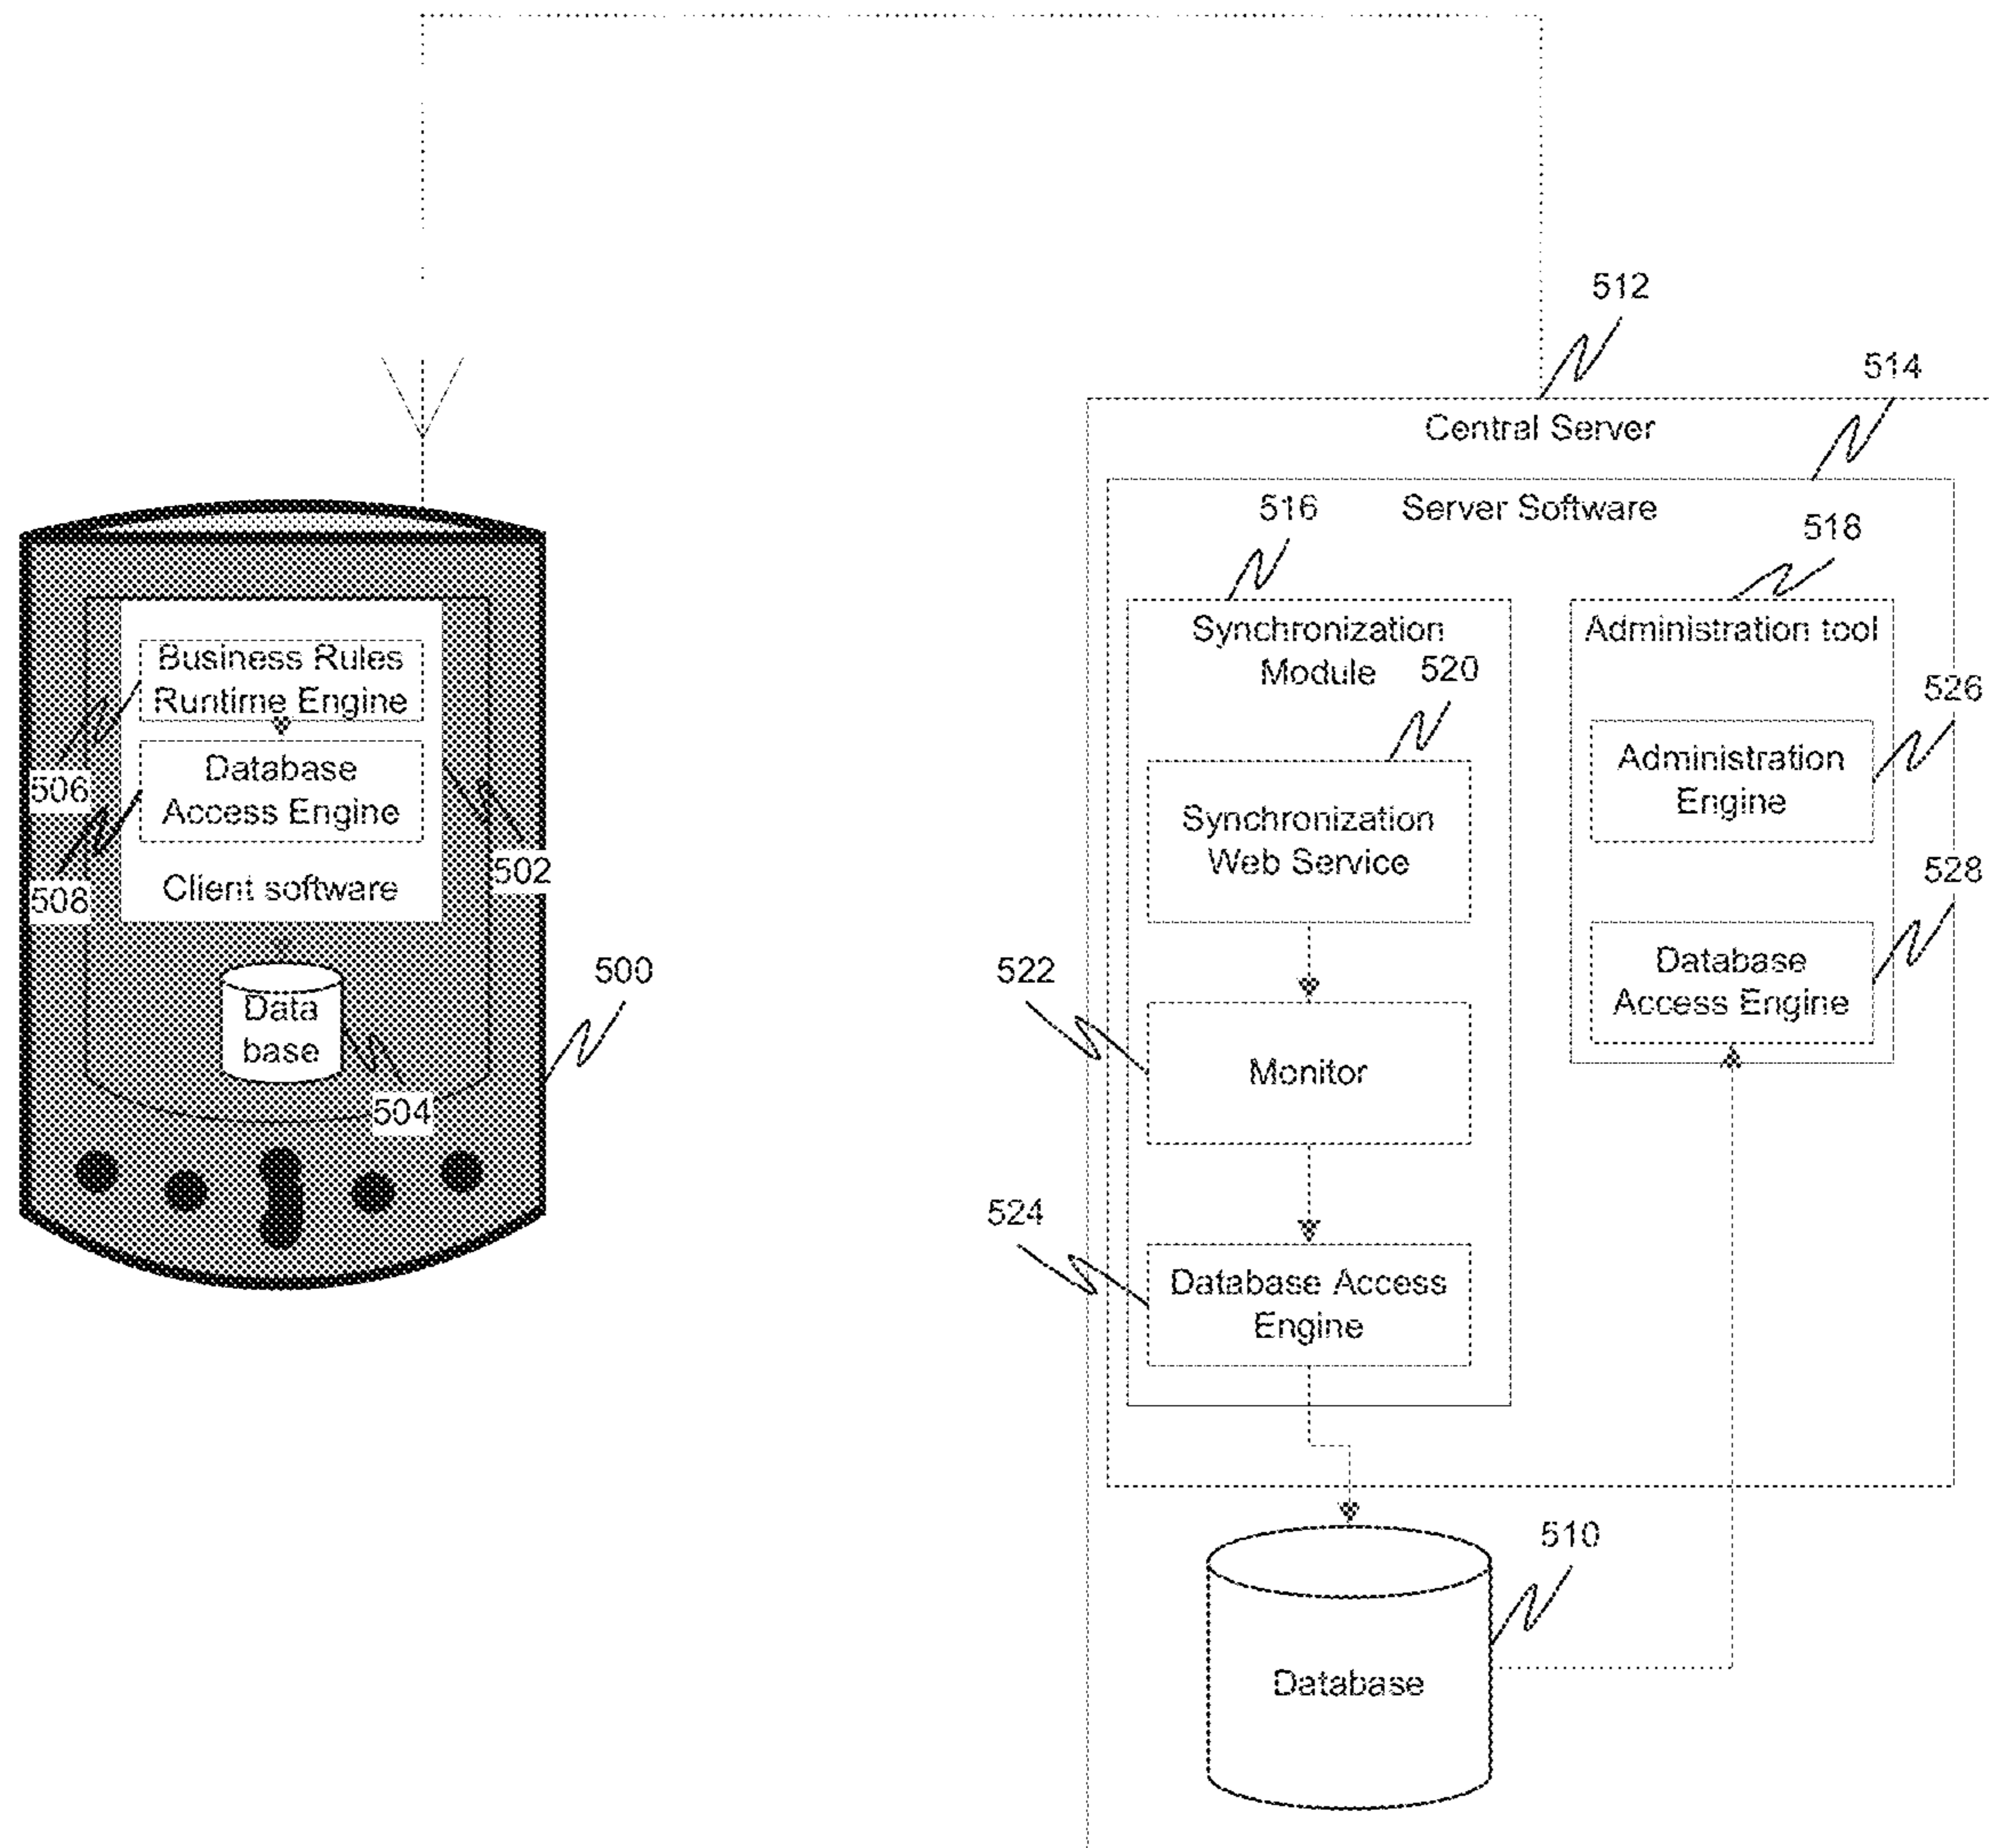 512
514
Central Server
516
Server Software
518
Synchronization
Module
520
Administration tool
526
Business Rules
Runtime Engine
506
Database
Access Engine
508
502
Client software
Synchronization
Web Service
Administration
Engine
528
Database
Access Engine
500
522
Data
base
504
Monitor
524
Database Access
Engine
510
Database